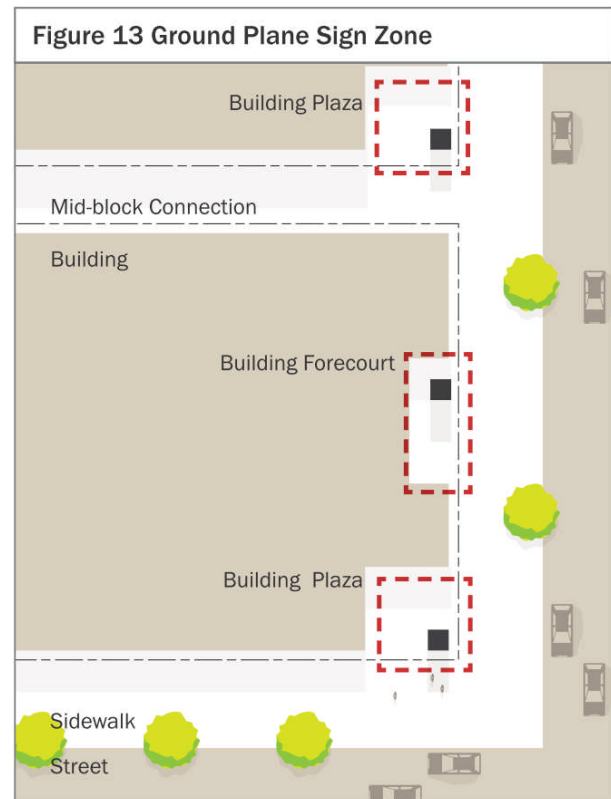 Figure 13 Ground Plane Sign Zone
Building Plaza
Mid-block Connection
Building
Building Forecourt
Building Plaza
Sidewalk
Street